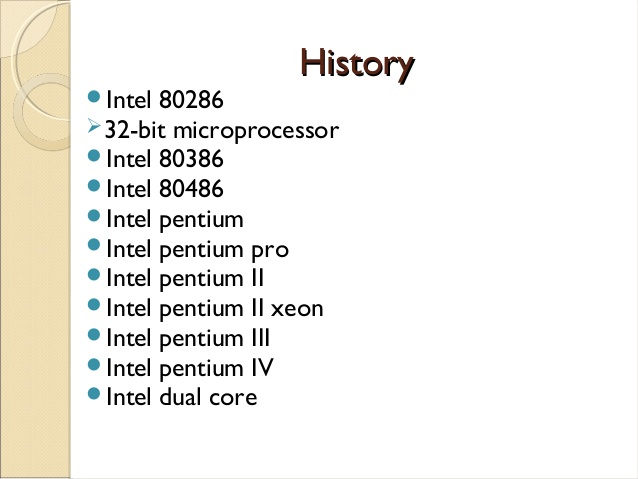 History
Intel 80286
32-bit microprocessor
Intel 80386
Intel 80486
Intel pentium
Intel pentium pro
Intel pentium II
Intel pentium II xeon
Intel pentium III
Intel pentium IV
Intel dual core